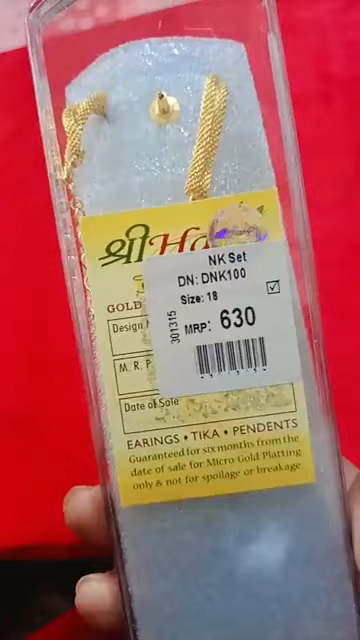 श्री Ha
NK Set
DN: DNK100
Size: 18
301315
MRP: 630
GOLD
Design
M. R. P
Date of Sale
EARINGS • TIKA • PENDENTS
Guaranteed for six months from the
date of sale for Micro Gold Platting
only & not for spoilage or breakage